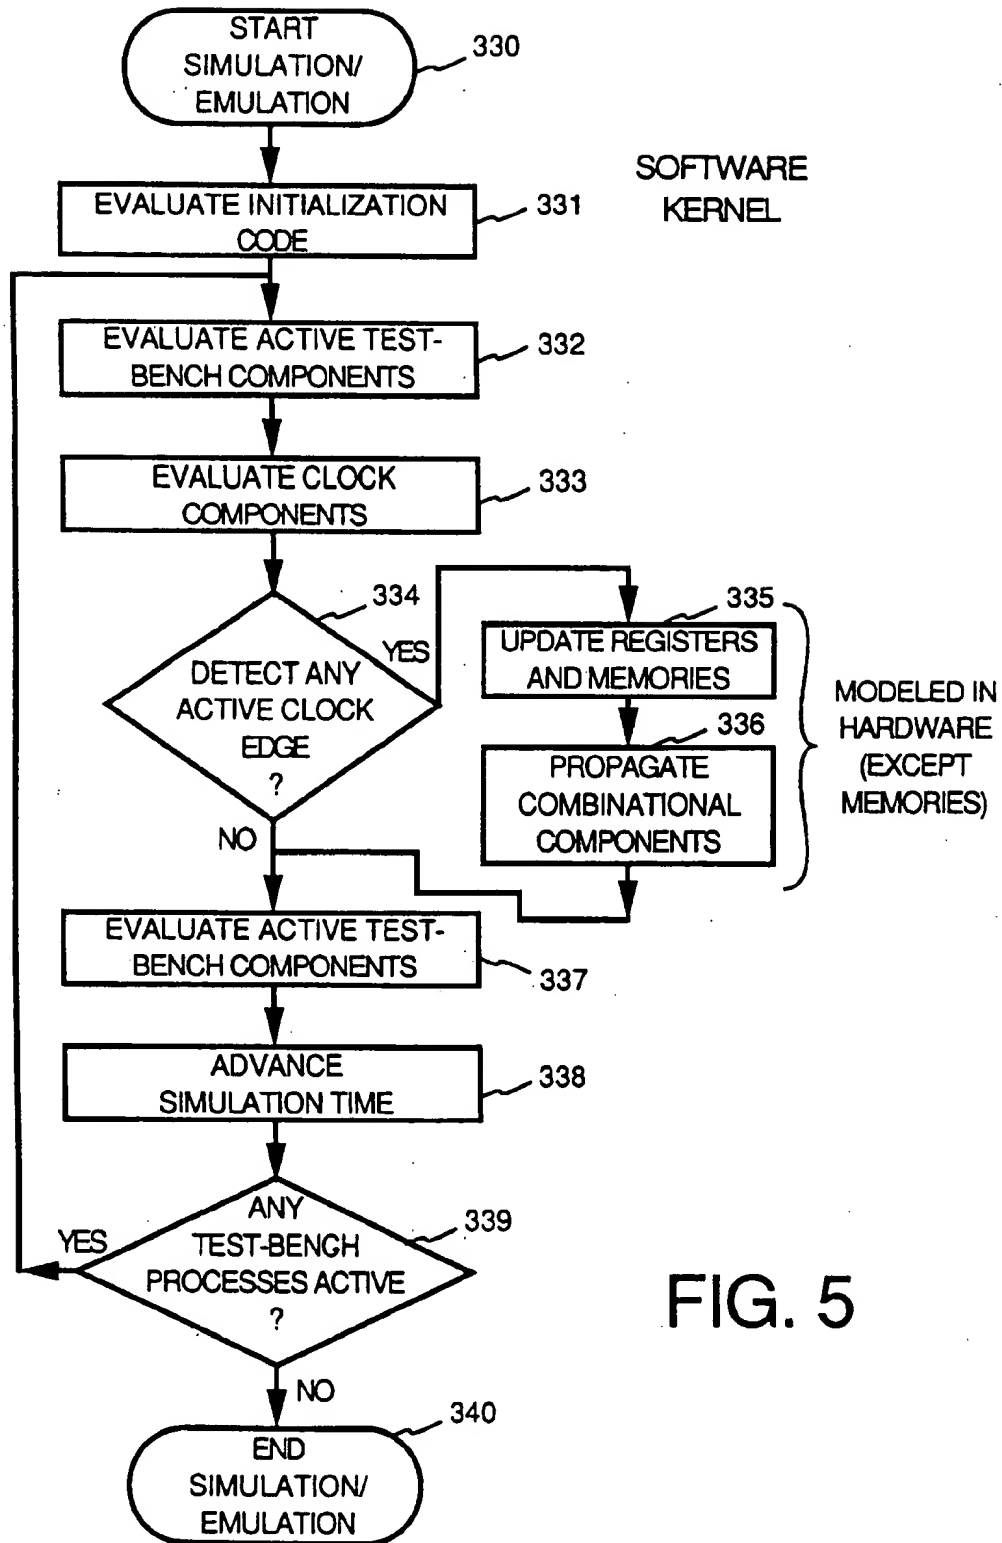 START
SIMULATION/
EMULATION
330
SOFTWARE
KERNEL
EVALUATE INITIALIZATION
CODE
331
EVALUATE ACTIVE TEST-
BENCH COMPONENTS
332
EVALUATE CLOCK
COMPONENTS
333
334
YES
DETECT ANY
ACTIVE CLOCK
EDGE
?
NO
335
UPDATE REGISTERS
AND MEMORIES
336
PROPAGATE
COMBINATIONAL
COMPONENTS
MODELED IN
HARDWARE
(EXCEPT
MEMORIES)
EVALUATE ACTIVE TEST-
BENCH COMPONENTS
337
ADVANCE
SIMULATION TIME
338
ANY
TEST-BENCH
PROCESSES ACTIVE
?
339
YES
NO
FIG. 5
340
END
SIMULATION/
EMULATION